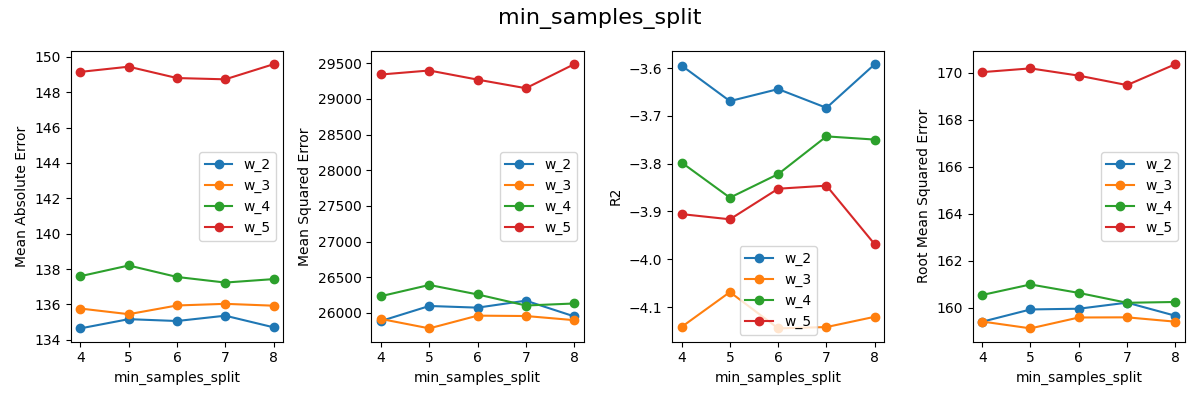 min_samples_split
Mean Absolute Error
150
148
146
144
142
140
138
136
134
4 5 6 7 8
min_samples_split
w_2
w_3
w_4
w_5
Mean Squared Error
29500
29000
28500
28000
27500
27000
26500
26000
4 5 6 7 8
min_samples_split
w_2
w_3
w_4
w_5
R2
−3.6
−3.7
−3.8
−3.9
−4.0
−4.1
4 5 6 7 8
min_samples_split
w_2
w_3
w_4
w_5
Root Mean Squared Error
170
168
166
164
162
160
4 5 6 7 8
min_samples_split
w_2
w_3
w_4
w_5